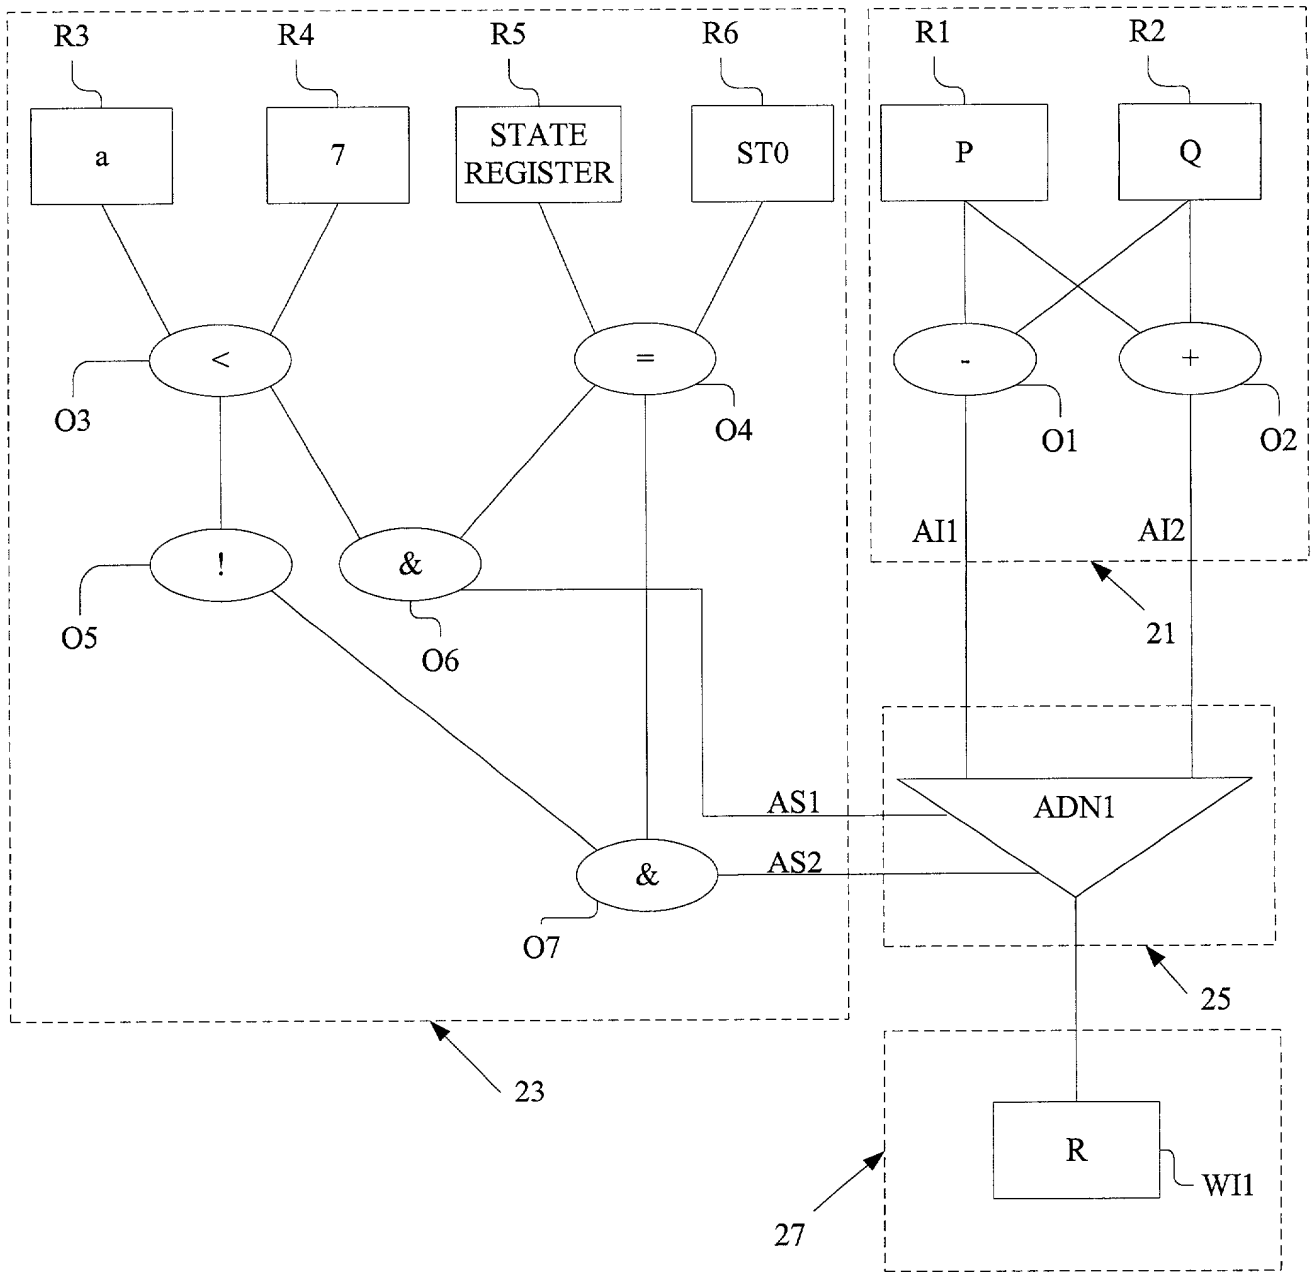 R3 R4 R5 R6 R1 R2
a 7 STATE REGISTER ST0 P Q
< = - +
O3 O4 O1 O2
AI1 AI2
! &
O5 O6 21
AS1 ADN1
& AS2
O7 25
23
R
WI1
27